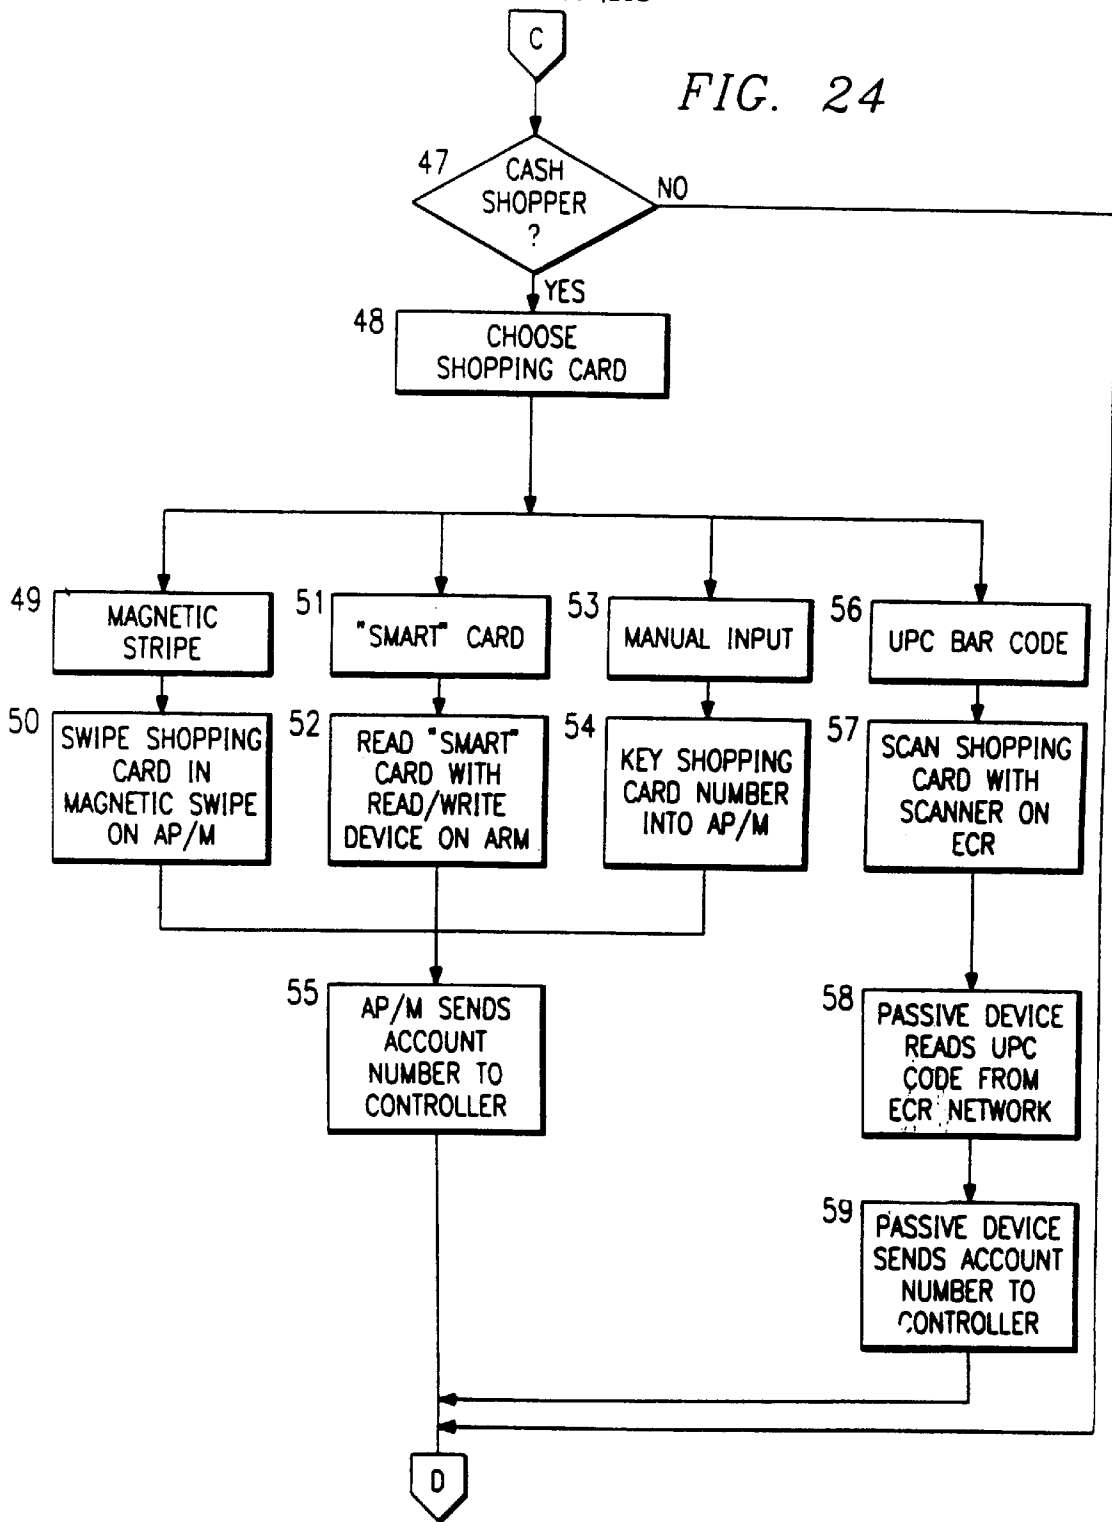 C
FIG. 24
47
CASH
SHOPPER
?
NO
YES
48
CHOOSE
SHOPPING CARD
49
MAGNETIC
STRIPE
51
"SMART" CARD
53
MANUAL INPUT
56
UPC BAR CODE
50
SWIPE SHOPPING
CARD IN
MAGNETIC SWIPE
ON AP/M
52
READ "SMART"
CARD WITH
READ/WRITE
DEVICE ON ARM
54
KEY SHOPPING
CARD NUMBER
INTO AP/M
57
SCAN SHOPPING
CARD WITH
SCANNER ON
ECR
55
AP/M SENDS
ACCOUNT
NUMBER TO
CONTROLLER
58
PASSIVE DEVICE
READS UPC
CODE FROM
ECR NETWORK
59
PASSIVE DEVICE
SENDS ACCOUNT
NUMBER TO
CONTROLLER
D